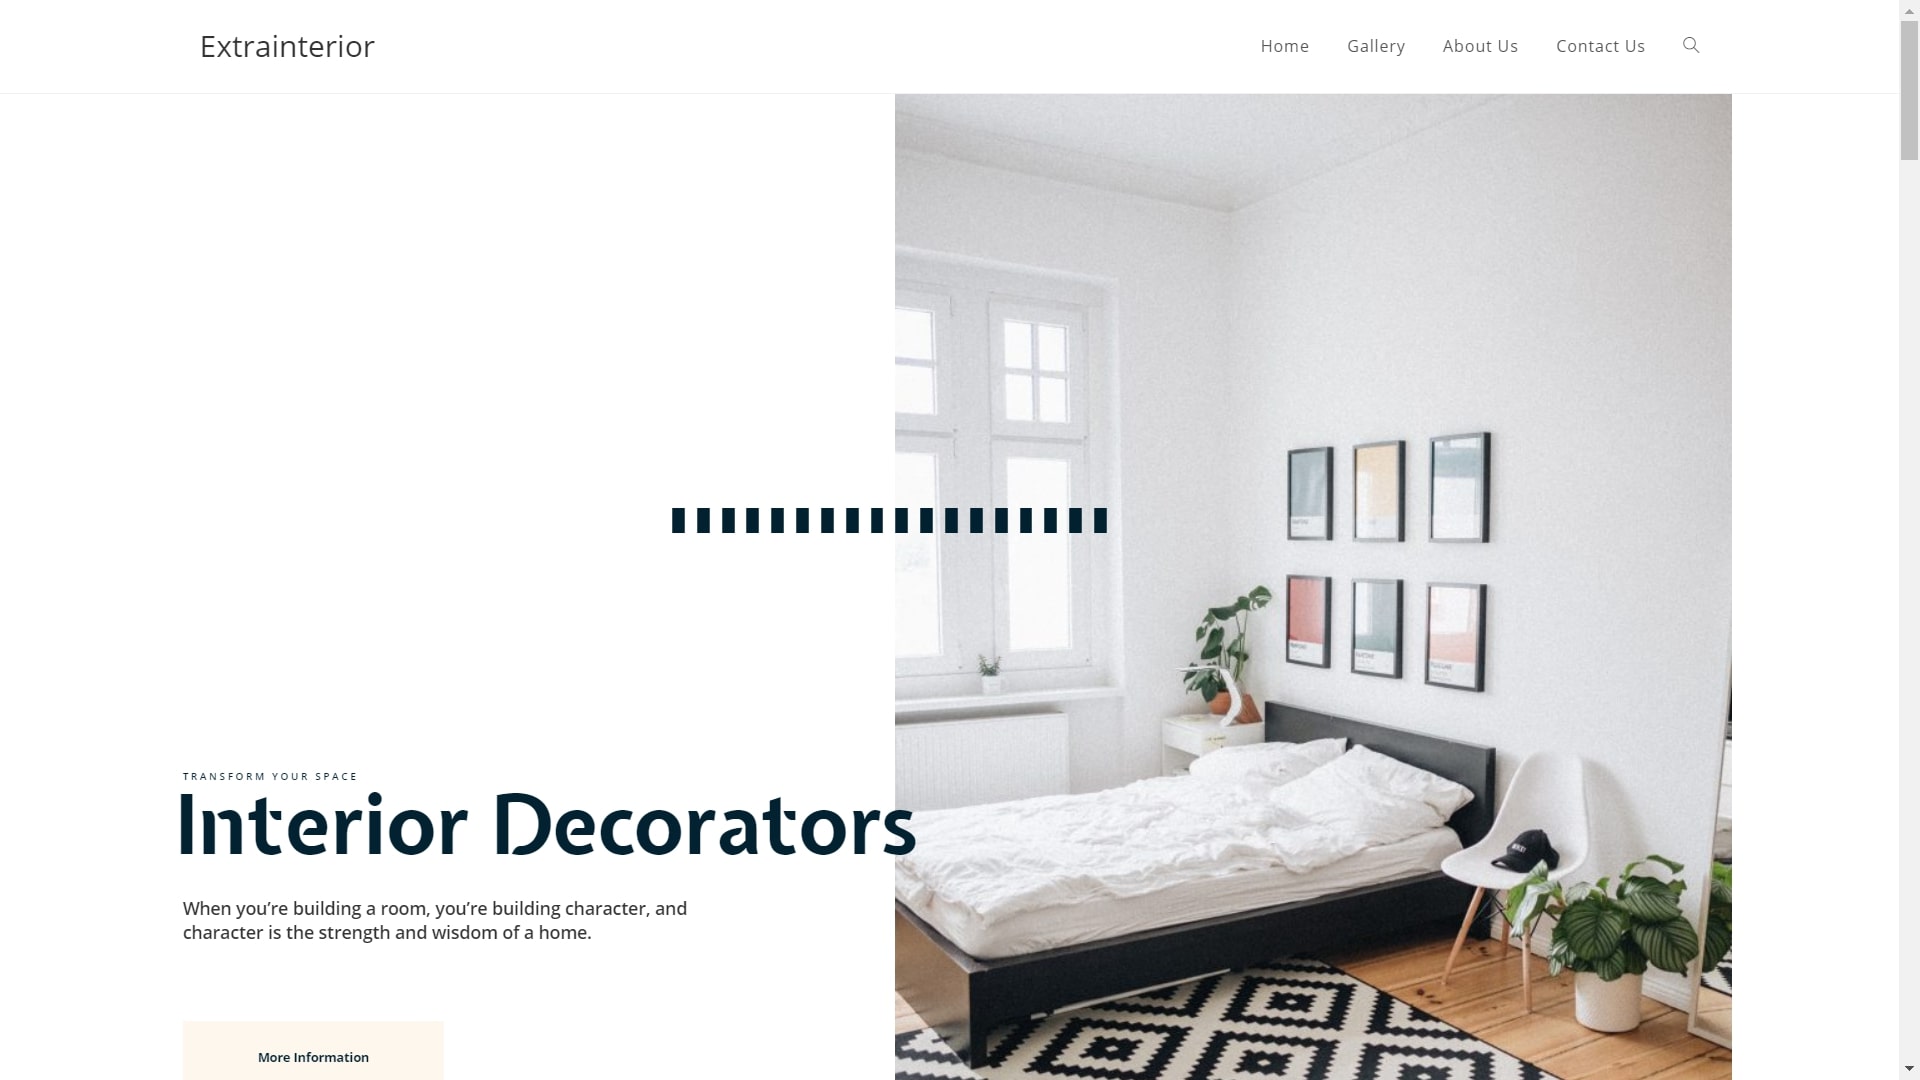 Extrainterior
Home Gallery About Us Contact Us
TRANSFORM YOUR SPACE
Interior Decorators
When you’re building a room, you’re building character, and
character is the strength and wisdom of a home.
More Information